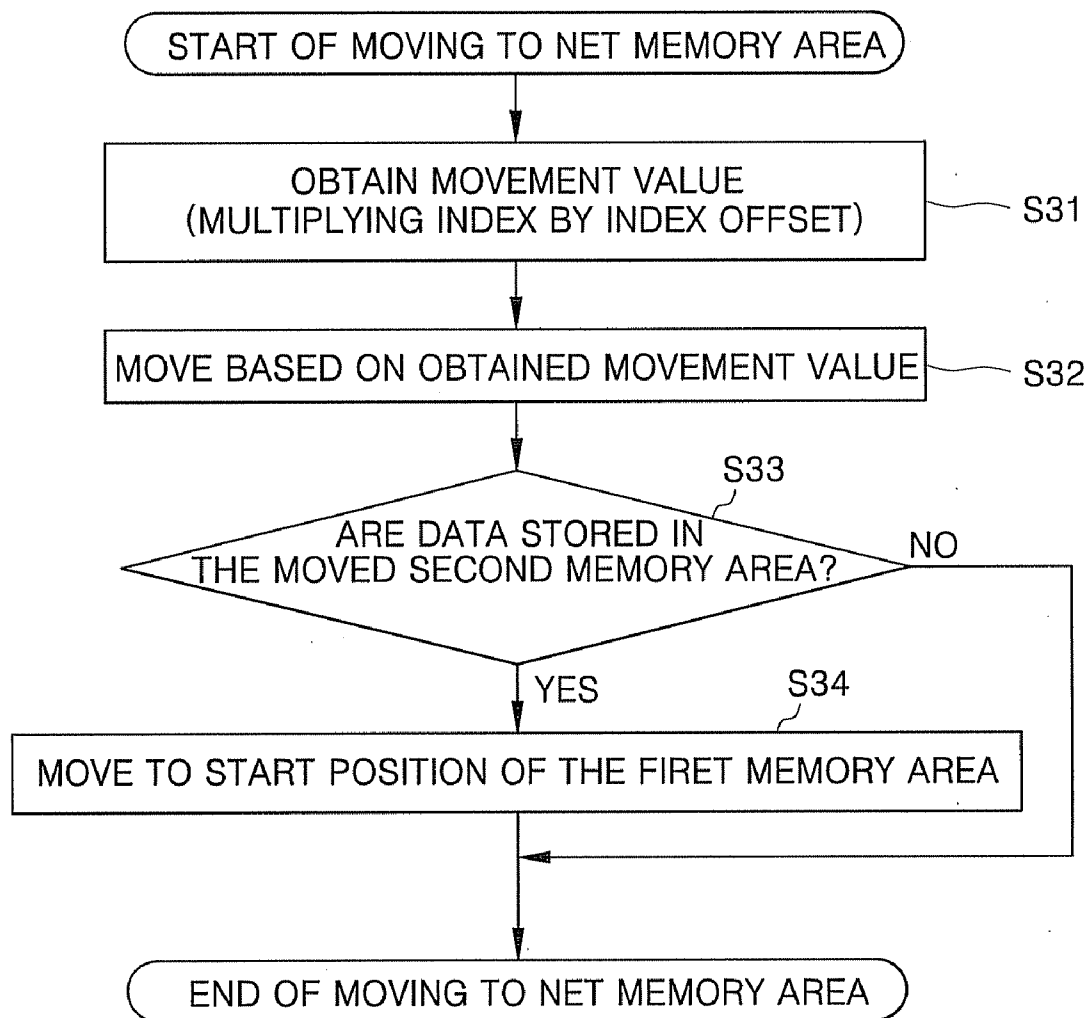 START OF MOVING TO NET MEMORY AREA
OBTAIN MOVEMENT VALUE
(MULTIPLYING INDEX BY INDEX OFFSET)
S31
MOVE BASED ON OBTAINED MOVEMENT VALUE
S32
S33
ARE DATA STORED IN
THE MOVED SECOND MEMORY AREA?
NO
YES
S34
MOVE TO START POSITION OF THE FIRET MEMORY AREA
END OF MOVING TO NET MEMORY AREA